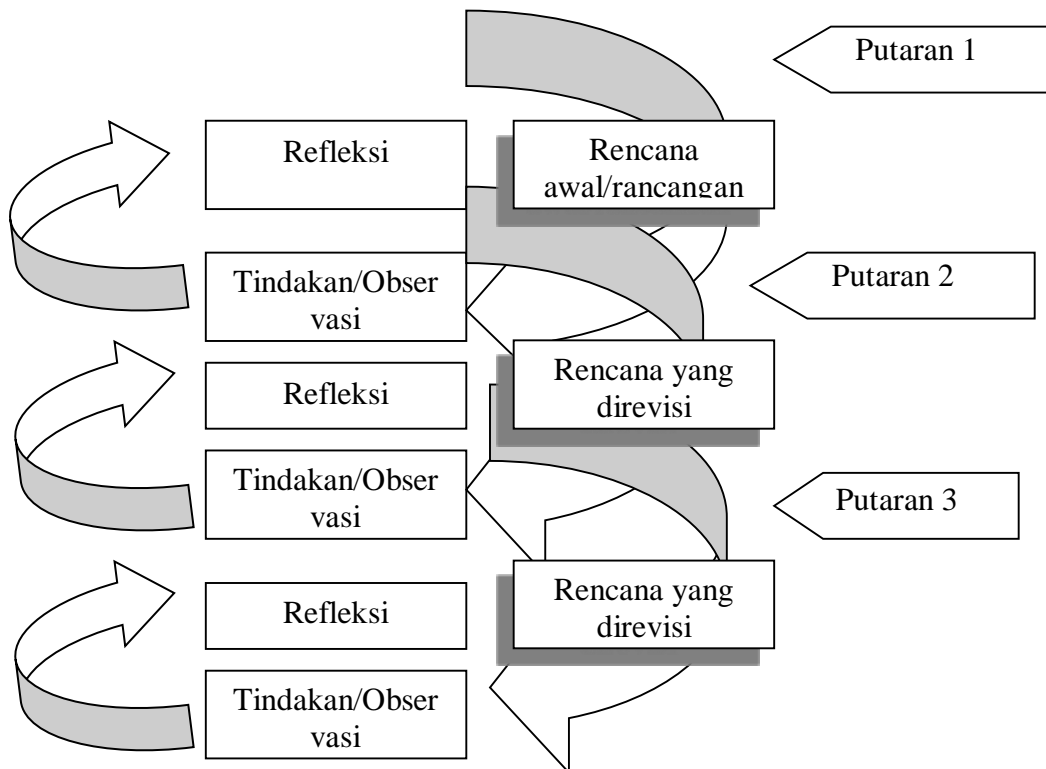 Putaran 1
Refleksi
Rencana
awal/rancangan
Tindakan/Obser
vasi
Putaran 2
Refleksi
Rencana yang
direvisi
Tindakan/Obser
vasi
Putaran 3
Refleksi
Rencana yang
direvisi
Tindakan/Obser
vasi